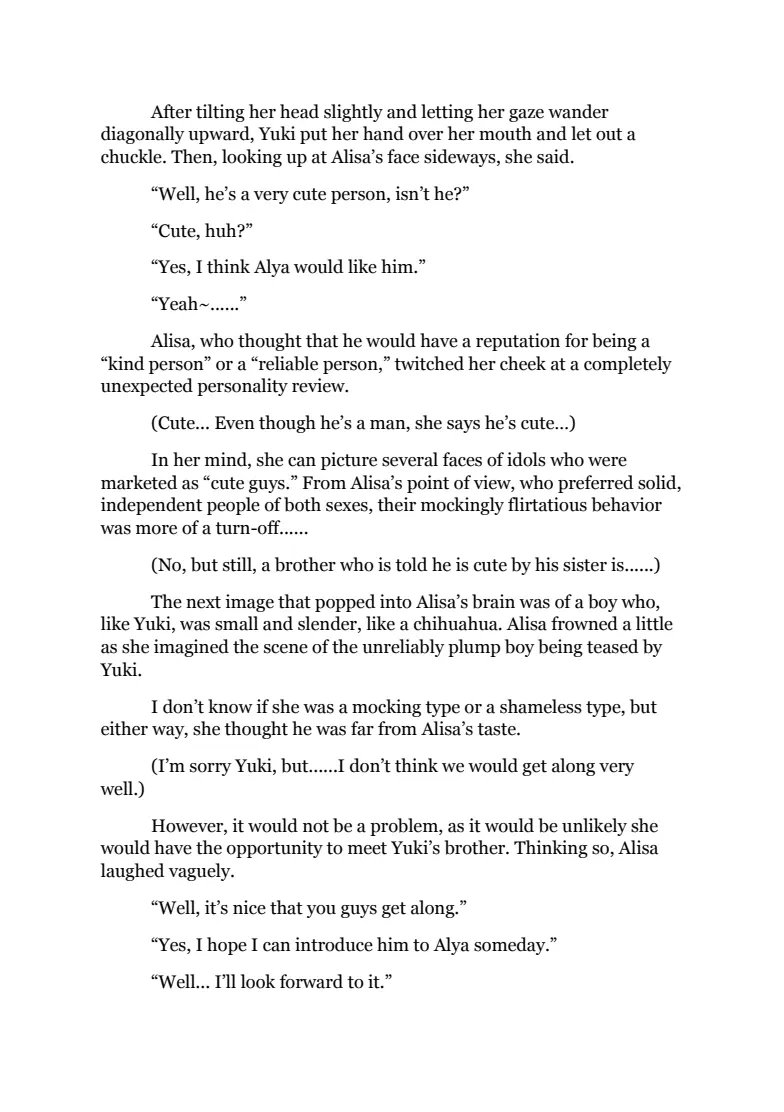 After tilting her head slightly and letting her gaze wander
diagonally upward, Yuki put her hand over her mouth and let out a
chuckle. Then, looking up at Alisa’s face sideways, she said.
“Well, he’s a very cute person, isn’t he?”
“Cute, huh?”
“Yes, I think Alya would like him.”
“Yeah~......”
Alisa, who thought that he would have a reputation for being a
“kind person” or a “reliable person,” twitched her cheek at a completely
unexpected personality review.
(Cute... Even though he’s a man, she says he’s cute...)
In her mind, she can picture several faces of idols who were
marketed as “cute guys.” From Alisa’s point of view, who preferred solid,
independent people of both sexes, their mockingly flirtatious behavior
was more of a turn-off......
(No, but still, a brother who is told he is cute by his sister is......)
The next image that popped into Alisa’s brain was of a boy who,
like Yuki, was small and slender, like a chihuahua. Alisa frowned a little
as she imagined the scene of the unreliably plump boy being teased by
Yuki.
I don’t know if she was a mocking type or a shameless type, but
either way, she thought he was far from Alisa’s taste.
(I’m sorry Yuki, but......I don’t think we would get along very
well.)
However, it would not be a problem, as it would be unlikely she
would have the opportunity to meet Yuki’s brother. Thinking so, Alisa
laughed vaguely.
“Well, it’s nice that you guys get along.”
“Yes, I hope I can introduce him to Alya someday.”
“Well... I’ll look forward to it.”